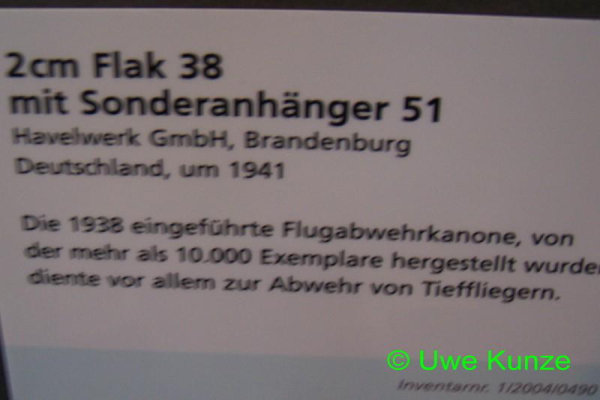 2cm Flak 38
mit Sonderanhänger 51
Havelwerk GmbH, Brandenburg
Deutschland, um 1941
Die 1938 eingeführte Flugabwehrkanone, von
der mehr als 10.000 Exemplare hergestellt wurde
diente vor allem zur Abwehr von Tieffliegern.
© Uwe Kunze
Inventarnr. 1/2004/0490